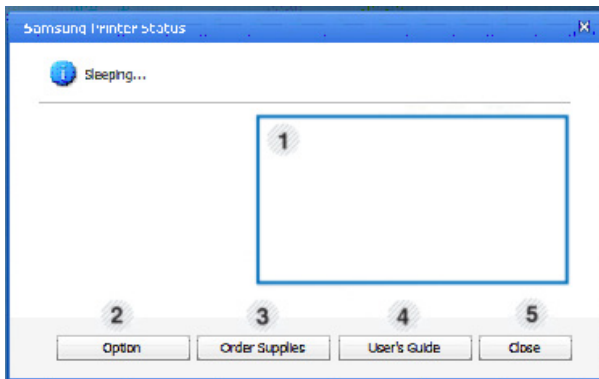 Samsung Printer Status
Sleeping...
1
2 3 4 5
Option Order Supplies User's Guide Close